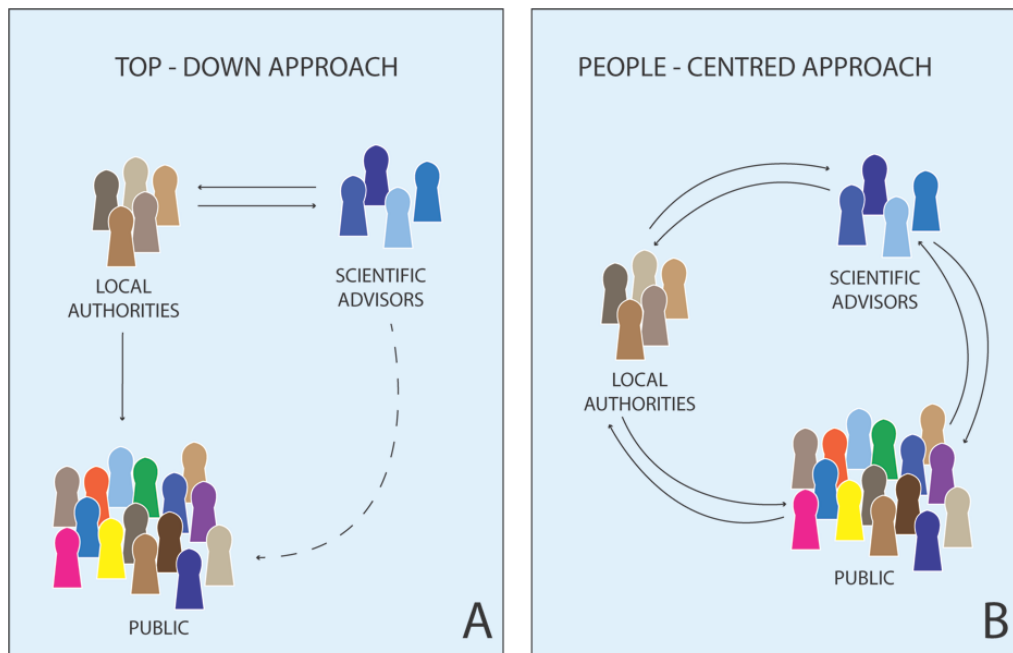 TOP - DOWN APPROACH
LOCAL
AUTHORITIES
SCIENTIFIC
ADVISORS
PUBLIC
A
PEOPLE - CENTRED APPROACH
SCIENTIFIC
ADVISORS
LOCAL
AUTHORITIES
PUBLIC
B